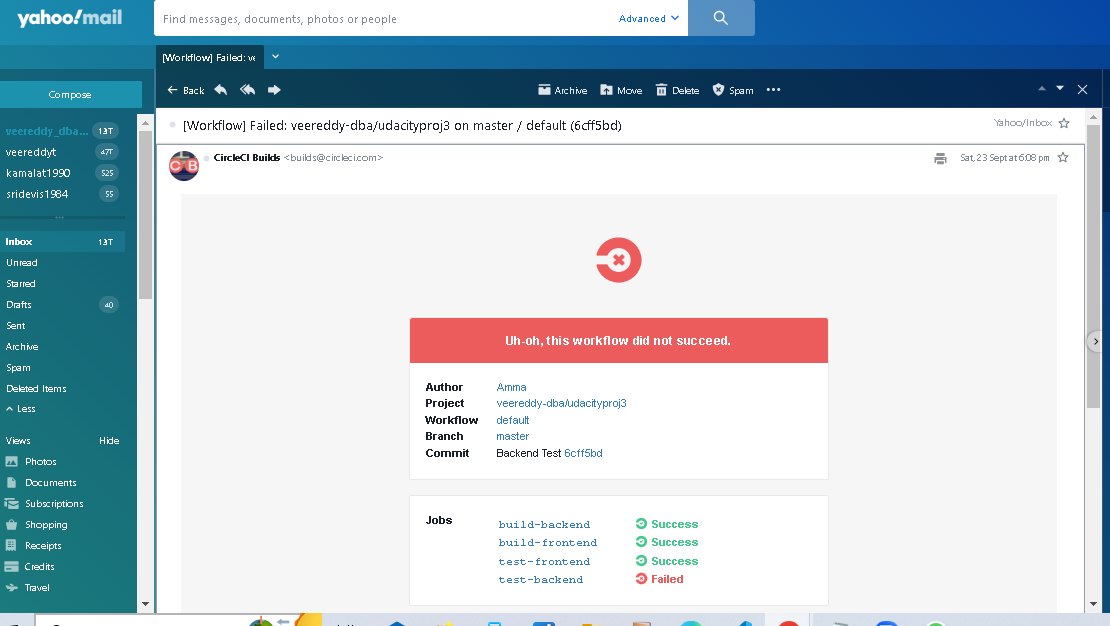 yahoo!mail
Find messages, documents, photos or people
Advanced
[Workflow] Failed: ve
Compose
Back
Archive
Move
Delete
Spam
[Workflow] Failed: veereddy-dba/udacityproj3 on master / default (6cff5bd)
Yahoo/Inbox
veereddy_dba... 13T
veereddyt 47T
kamalat1990 525
sridevis1984 55
CircleCI Builds <builds@circleci.com>
Sat, 23 Sept at 6:08 pm
Inbox 13T
Unread
Starred
Drafts 40
Sent
Archive
Spam
Deleted Items
Less
Views Hide
Photos
Documents
Subscriptions
Shopping
Receipts
Credits
Travel
CB
Uh-oh, this workflow did not succeed.
Author Amma
Project veereddy-dba/udacityproj3
Workflow default
Branch master
Commit Backend Test 6cff5bd
Jobs
build-backend Success
build-frontend Success
test-frontend Success
test-backend Failed